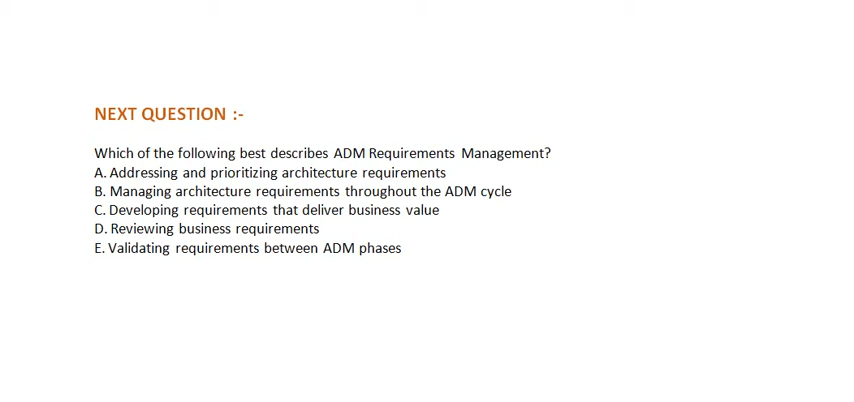 NEXT QUESTION :-
Which of the following best describes ADM Requirements Management?
A. Addressing and prioritizing architecture requirements
B. Managing architecture requirements throughout the ADM cycle
C. Developing requirements that deliver business value
D. Reviewing business requirements
E. Validating requirements between ADM phases